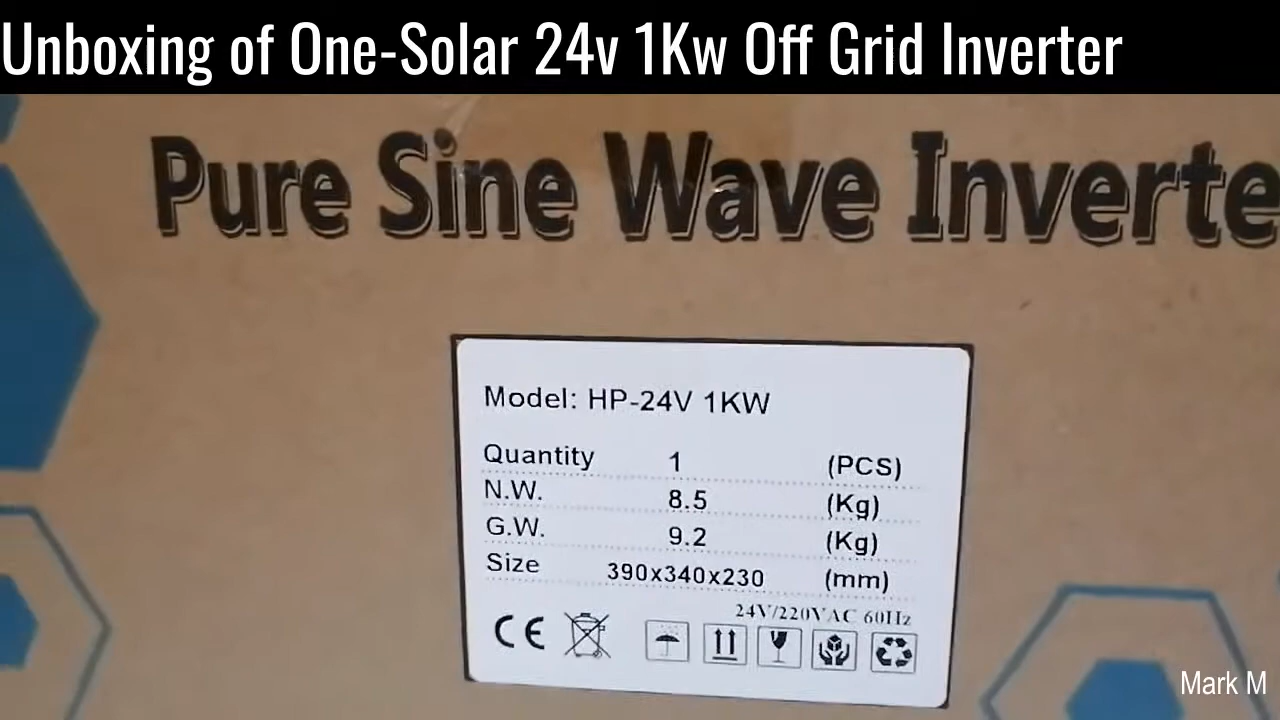 Unboxing of One-Solar 24v 1Kw Off Grid Inverter
Pure Sine Wave Inverte
Model: HP-24V 1KW
Quantity 1 (PCS)
N.W. 8.5 (Kg)
G.W. 9.2 (Kg)
Size 390x340x230 (mm)
24V/220VAC 60Hz
CE
Mark M